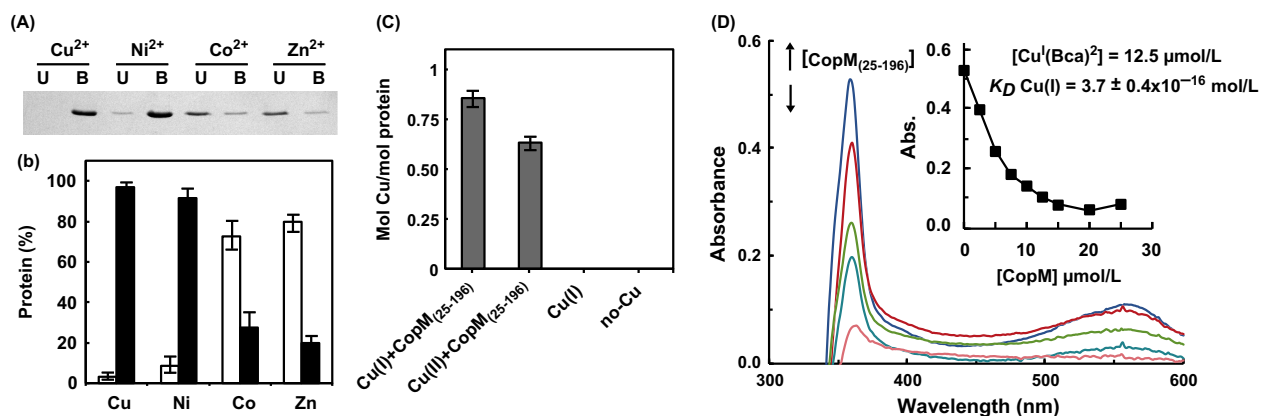 (A)
Cu2+ Ni2+ Co2+ Zn2+
U B U B U B U B
(b)
Protein (%)
100
80
60
40
20
0
Cu Ni Co Zn
(C)
Mol Cu/mol protein
1
0.75
0.5
0.25
0
Cu(I)+CopM(25-196)
Cu(II)+CopM(25-196)
Cu(I)
no-Cu
(D)
Absorbance
0.6
0.4
0.2
0.0
300 400 500 600
Wavelength (nm)
[CopM(25-196)]
Abs.
0.6
0.4
0.2
0.0
0 10 20 30
[CopM] µmol/L
[CuI(Bca)2] = 12.5 µmol/L
KD Cu(I) = 3.7 ± 0.4x10−16 mol/L